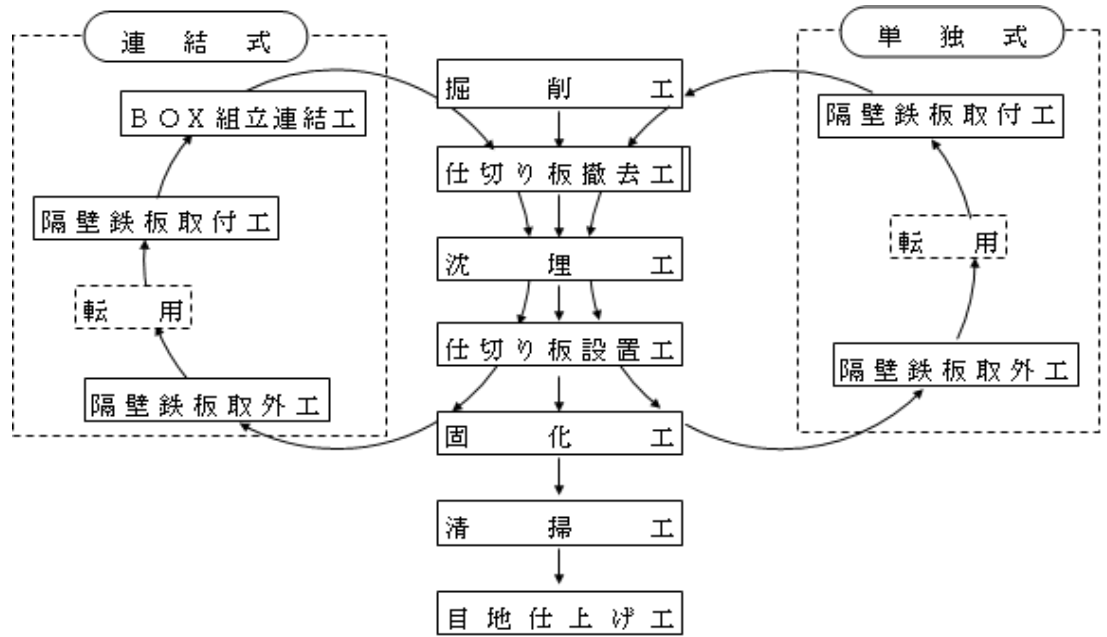 連結式
単独式
掘削工
BOX組立連結工
隔壁鉄板取付工
仕切り板撤去工
隔壁鉄板取付工
転用
沈埋工
転用
仕切り板設置工
隔壁鉄板取外工
隔壁鉄板取外工
固化工
清掃工
目地仕上げ工